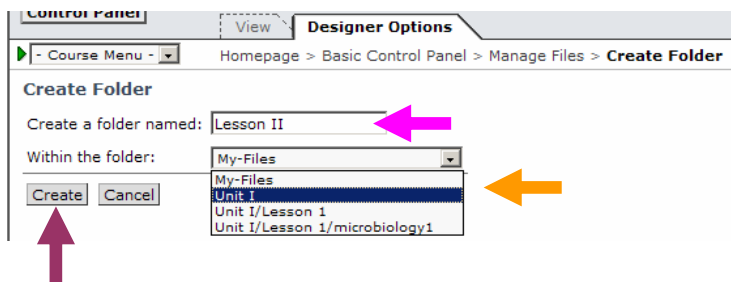 Control Panel
View Designer Options
- Course Menu - Homepage > Basic Control Panel > Manage Files > Create Folder
Create Folder
Create a folder named: Lesson II
Within the folder: My-Files
My-Files
Unit I
Unit I/Lesson 1
Unit I/Lesson 1/microbiology1
Create Cancel